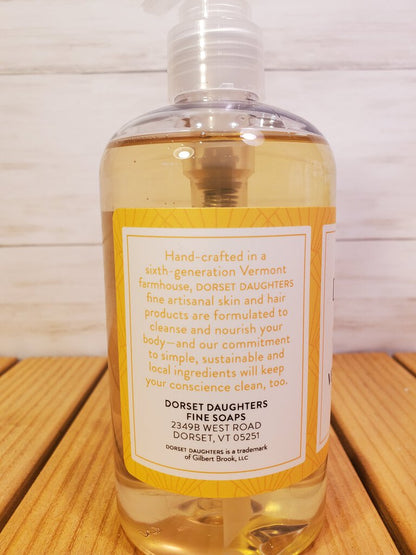 Hand-crafted in a
sixth-generation Vermont
farmhouse, DORSET DAUGHTERS
fine artisanal skin and hair
products are formulated to
cleanse and nourish your
body—and our commitment
to simple, sustainable and
local ingredients will keep
your conscience clean, too.
DORSET DAUGHTERS
FINE SOAPS
2349B WEST ROAD
DORSET, VT 05251
DORSET DAUGHTERS is a trademark
of Gilbert Brook, LLC